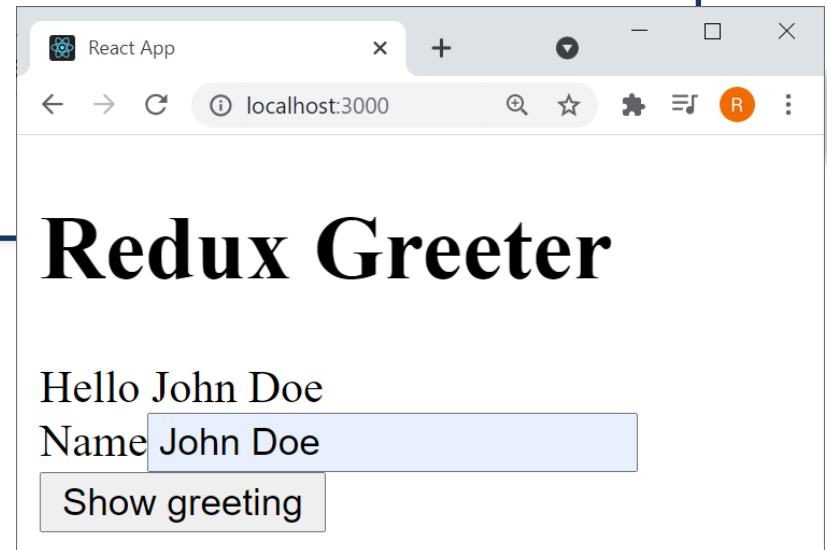 React App
localhost:3000
R
Redux Greeter
Hello John Doe
Name John Doe
Show greeting